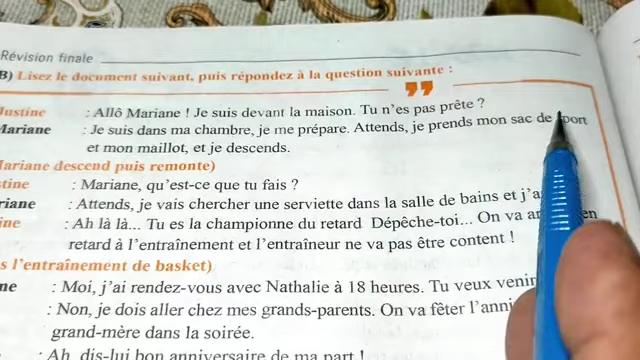 Révision finale
B) Lisez le document suivant, puis répondez à la question suivante :
Justine : Allô Mariane ! Je suis devant la maison. Tu n'es pas prête ?
Mariane : Je suis dans ma chambre, je me prépare. Attends, je prends mon sac de sport
et mon maillot, et je descends.
Mariane descend puis remonte)
stine : Mariane, qu'est-ce que tu fais ?
riane : Attends, je vais chercher une serviette dans la salle de bains et j'a
ine : Ah là là... Tu es la championne du retard Dépêche-toi... On va ar en
retard à l'entraînement et l'entraîneur ne va pas être content !
s l'entraînement de basket)
ne : Moi, j'ai rendez-vous avec Nathalie à 18 heures. Tu veux venir
: Non, je dois aller chez mes grands-parents. On va fêter l'anni
grand-mère dans la soirée.
: Ah, dis-lui bon anniversaire de ma part !